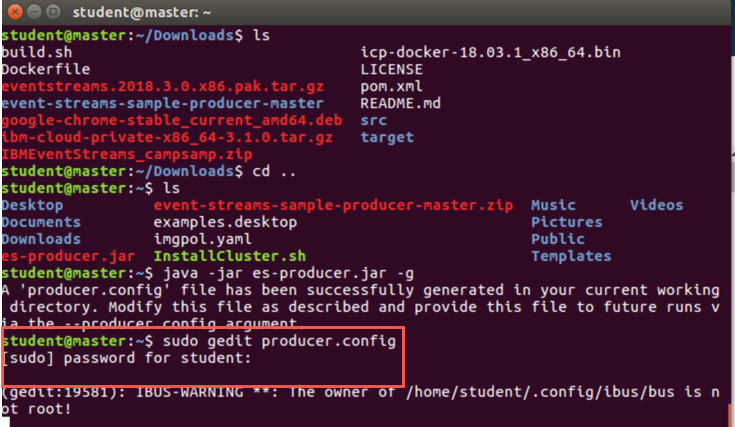 student@master: ~
student@master:~/Downloads$ ls
build.sh icp-docker-18.03.1_x86_64.bin
Dockerfile LICENSE
eventstreams.2018.3.0.x86.pak.tar.gz pom.xml
event-streams-sample-producer-master README.md
google-chrome-stable_current_amd64.deb src
ibm-cloud-private-x86_64-3.1.0.tar.gz target
IBMEventStreams_campsamp.zip
student@master:~/Downloads$ cd ..
student@master:~$ ls
Desktop event-streams-sample-producer-master.zip Music Videos
Documents examples.desktop Pictures
Downloads imgpol.yaml Public
es-producer.jar InstallCluster.sh Templates
student@master:~$ java -jar es-producer.jar -g
A 'producer.config' file has been successfully generated in your current working
directory. Modify this file as described and provide this file to future runs v
ia the --producer.config argument.
student@master:~$ sudo gedit producer.config
[sudo] password for student:
(gedit:19581): IBUS-WARNING **: The owner of /home/student/.config/ibus/bus is n
ot root!